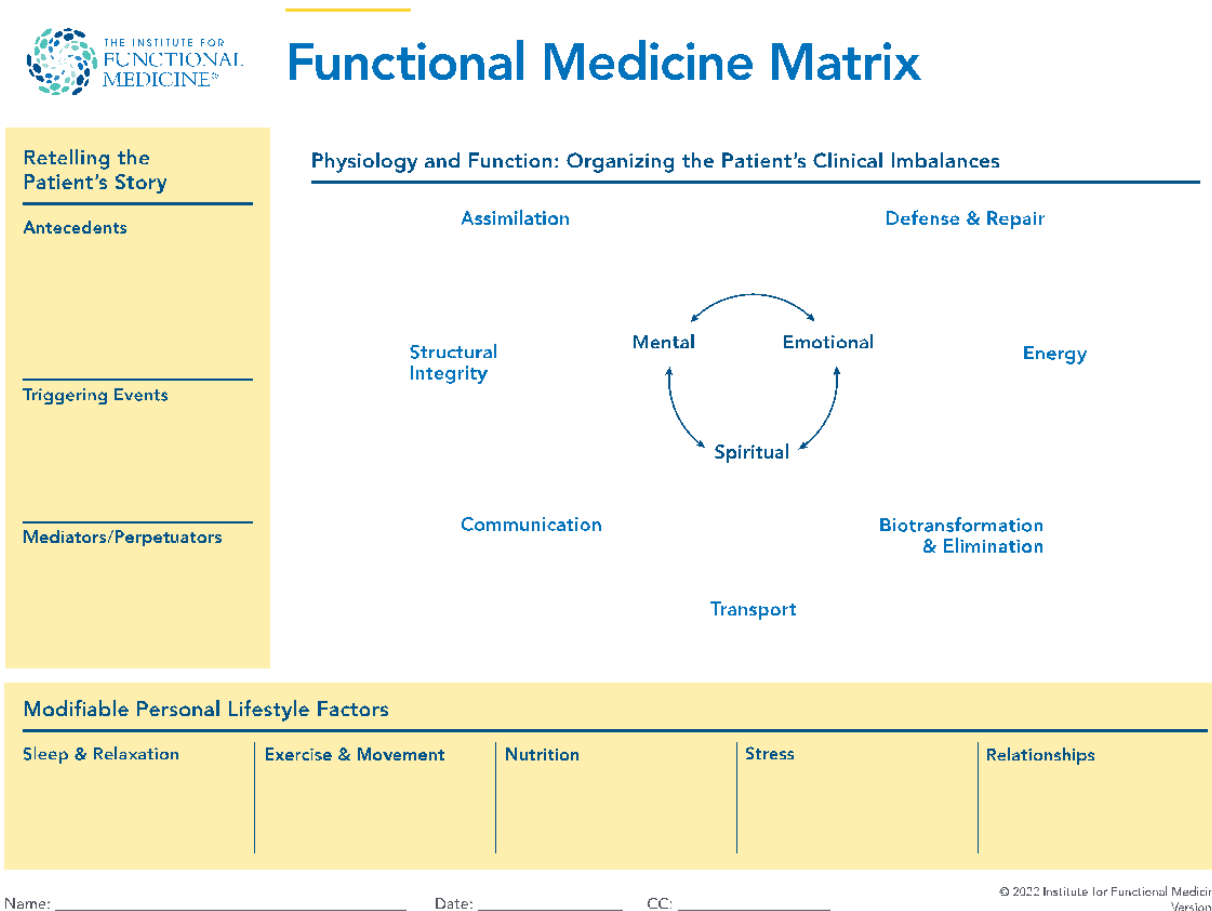 THE INSTITUTE FOR
FUNCTIONAL
MEDICINE®
Functional Medicine Matrix
Retelling the
Patient's Story
Antecedents
Triggering Events
Mediators/Perpetuators
Physiology and Function: Organizing the Patient's Clinical Imbalances
Assimilation
Defense & Repair
Mental
Emotional
Structural
Integrity
Energy
Spiritual
Communication
Biotransformation
& Elimination
Transport
Modifiable Personal Lifestyle Factors
Sleep & Relaxation
Exercise & Movement
Nutrition
Stress
Relationships
Name:
Date:
CC:
© 2022 Institute for Functional Medicin
Version